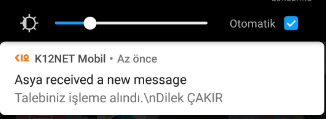 Otomatik
K12NET Mobil • Az önce
Asya received a new message
Talebiniz işleme alındı.\nDilek ÇAKIR